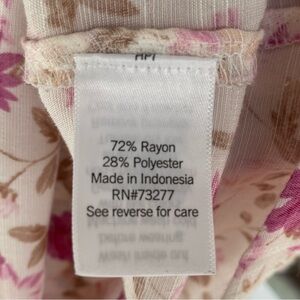 72% Rayon
28% Polyester
Made in Indonesia
RN#73277
See reverse for care